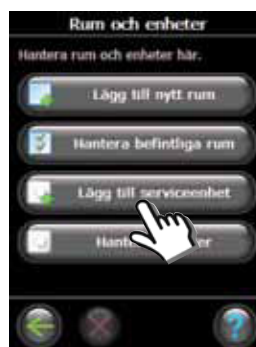 Rum och enheter
Hantera rum och enheter här.
Lägg till nytt rum
Hantera befintliga rum
Lägg till serviceenhet
?